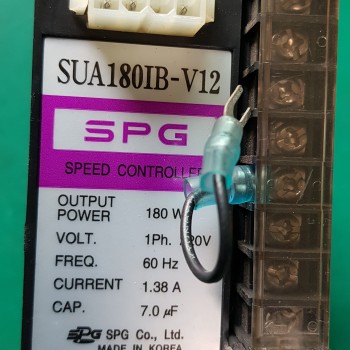 SUA180IB-V12
SPG
SPEED CONTROLLER
OUTPUT POWER 180 W
VOLT. 1Ph. 20V
FREQ. 60 Hz
CURRENT 1.38 A
CAP. 7.0 µF
SPG SPG Co., Ltd.
MADE IN KOREA